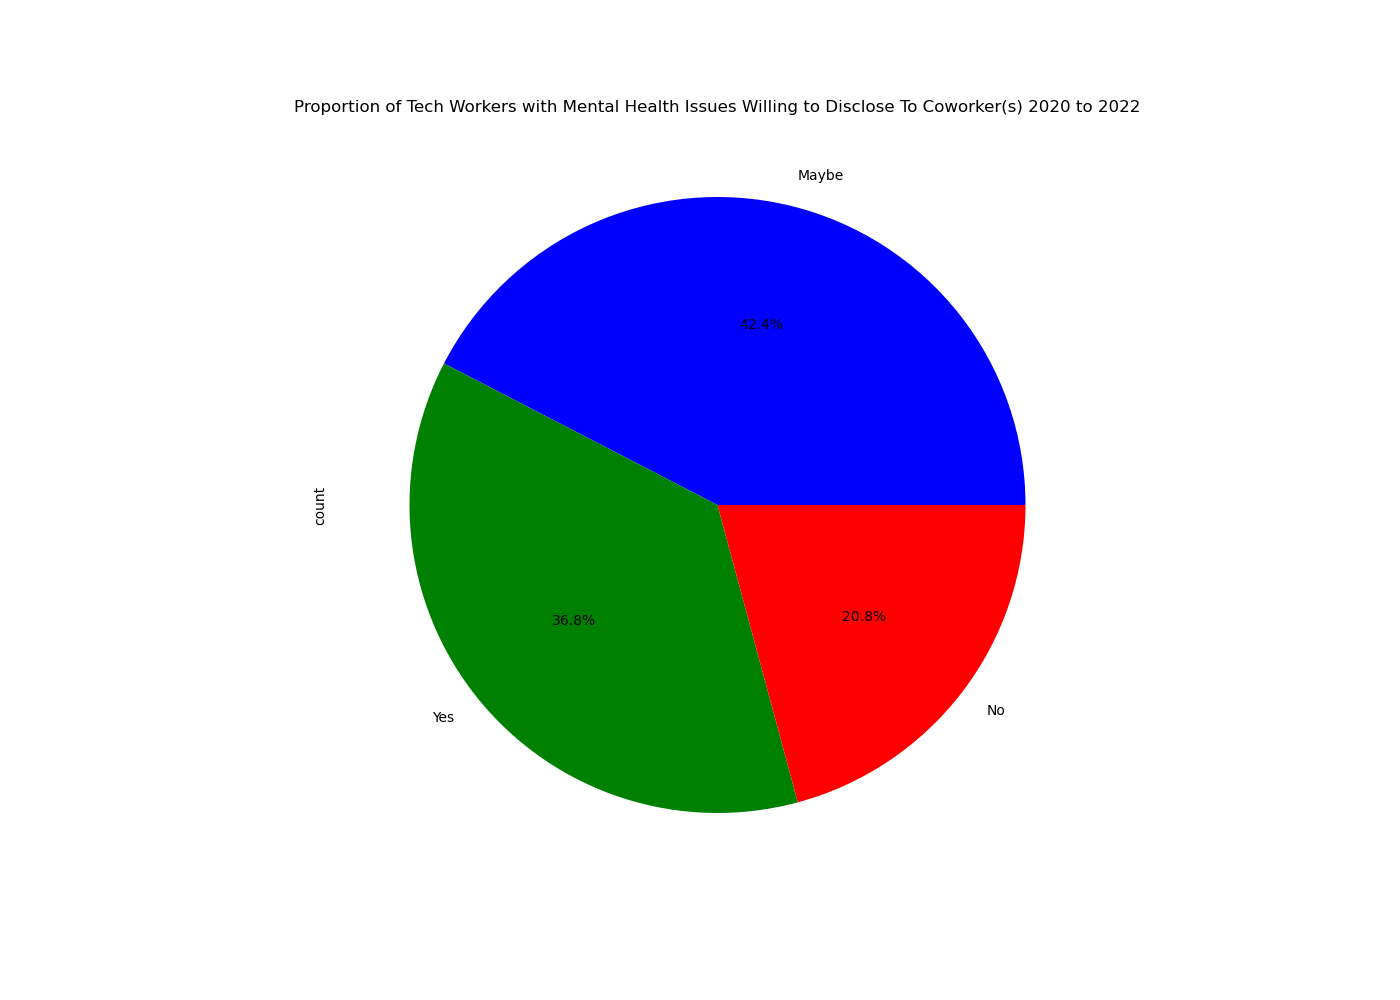 Proportion of Tech Workers with Mental Health Issues Willing to Disclose To Coworker(s) 2020 to 2022
Maybe
42.4%
count
36.8%
20.8%
Yes
No